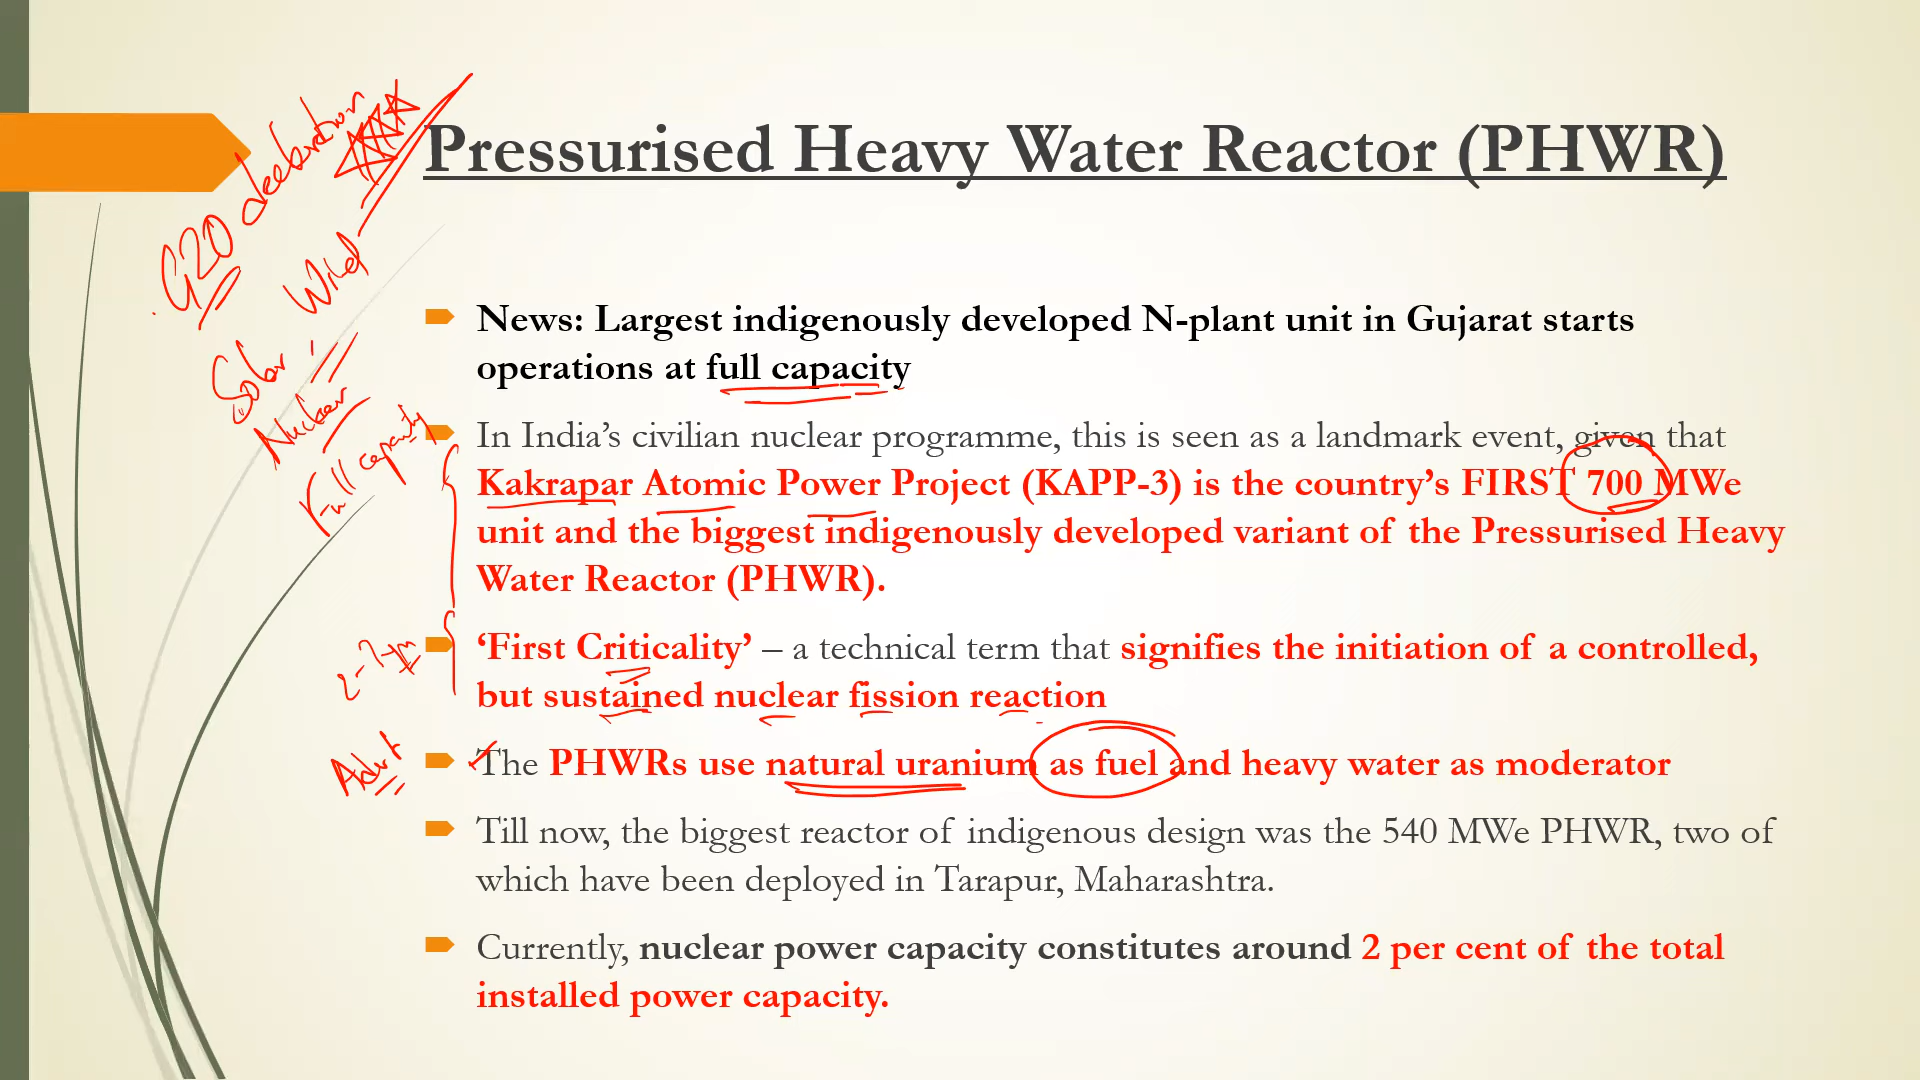 Pressurised Heavy Water Reactor (PHWR)
G20
Solar
Nuclear
Full capacity
News: Largest indigenously developed N-plant unit in Gujarat starts
operations at full capacity
In India’s civilian nuclear programme, this is seen as a landmark event, given that
Kakrapar Atomic Power Project (KAPP-3) is the country’s FIRST 700 MWe
unit and the biggest indigenously developed variant of the Pressurised Heavy
Water Reactor (PHWR).
‘First Criticality’ – a technical term that signifies the initiation of a controlled,
but sustained nuclear fission reaction
The PHWRs use natural uranium as fuel and heavy water as moderator
Till now, the biggest reactor of indigenous design was the 540 MWe PHWR, two of
which have been deployed in Tarapur, Maharashtra.
Currently, nuclear power capacity constitutes around 2 per cent of the total
installed power capacity.